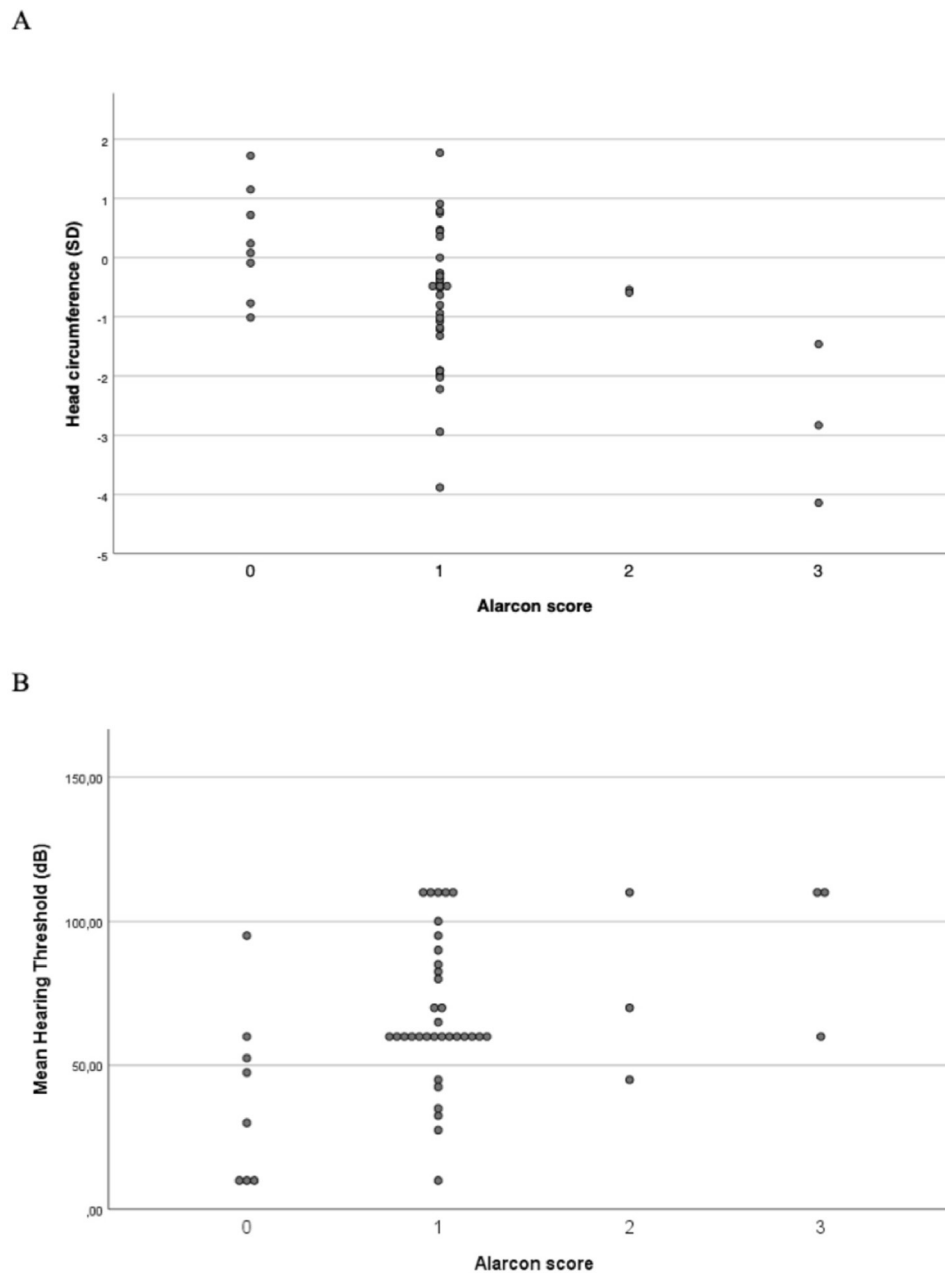 A
2
1
0
-1
-2
-3
-4
-5
Head circumference (SD)
0 1 2 3
Alarcon score
B
150,00
100,00
50,00
,00
Mean Hearing Threshold (dB)
0 1 2 3
Alarcon score